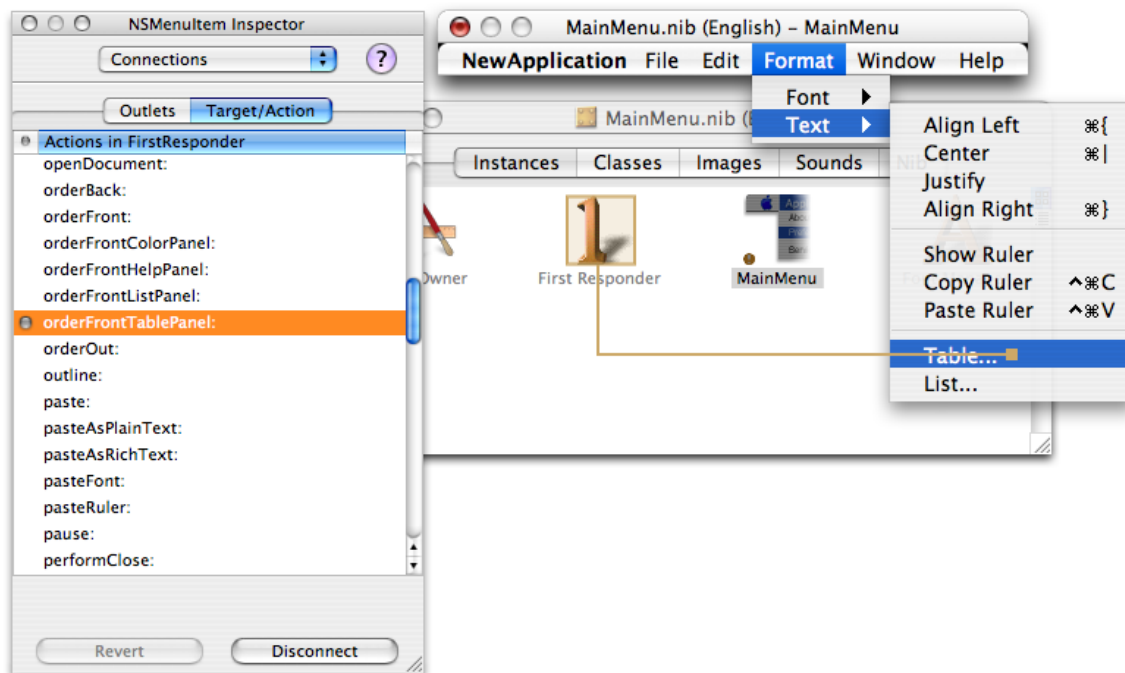 NSMenuItem Inspector
Connections
?
Outlets Target/Action
Actions in FirstResponder
openDocument:
orderBack:
orderFront:
orderFrontColorPanel:
orderFrontHelpPanel:
orderFrontListPanel:
orderFrontTablePanel:
orderOut:
outline:
paste:
pasteAsPlainText:
pasteAsRichText:
pasteFont:
pasteRuler:
pause:
performClose:
Revert Disconnect
MainMenu.nib (English) – MainMenu
NewApplication File Edit Format Window Help
Font
Text
MainMenu.nib (
Instances Classes Images Sounds Nib
Owner First Responder MainMenu
Align Left ⌘{
Center ⌘|
Justify
Align Right ⌘}
Show Ruler
Copy Ruler ^⌘C
Paste Ruler ^⌘V
Table...
List...